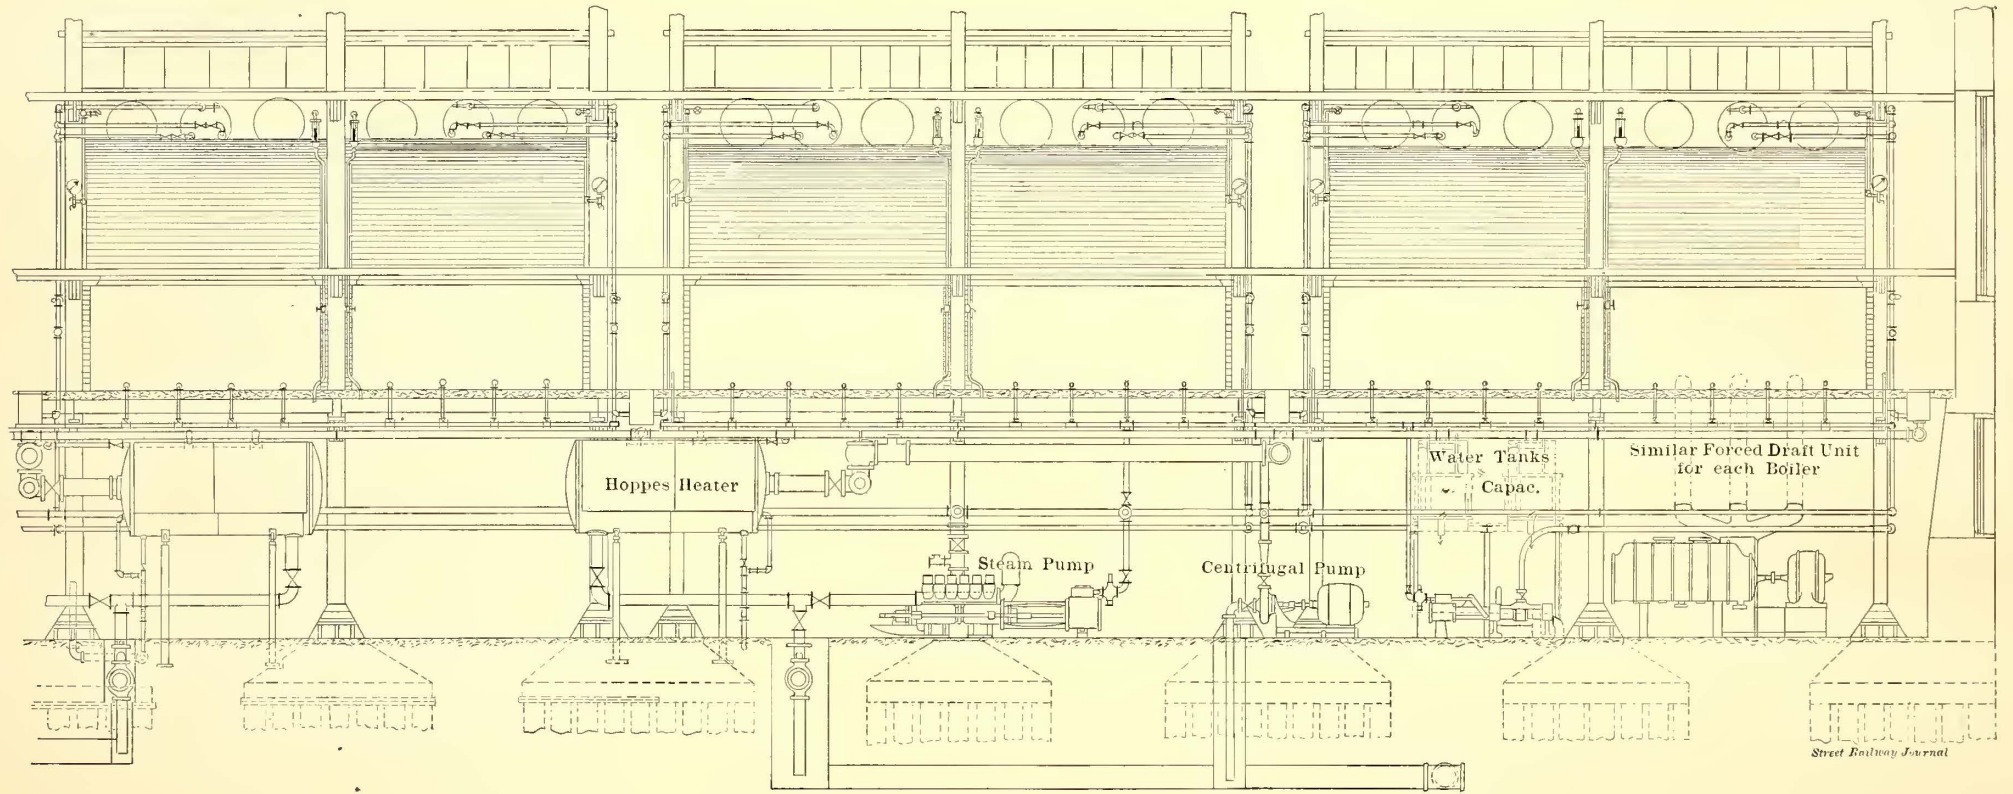 Hoppes Heater
Steam Pump
Centrifugal Pump
Water Tanks
Capac.
Similar Forced Draft Unit
for each Boiler
Street Railway Journal